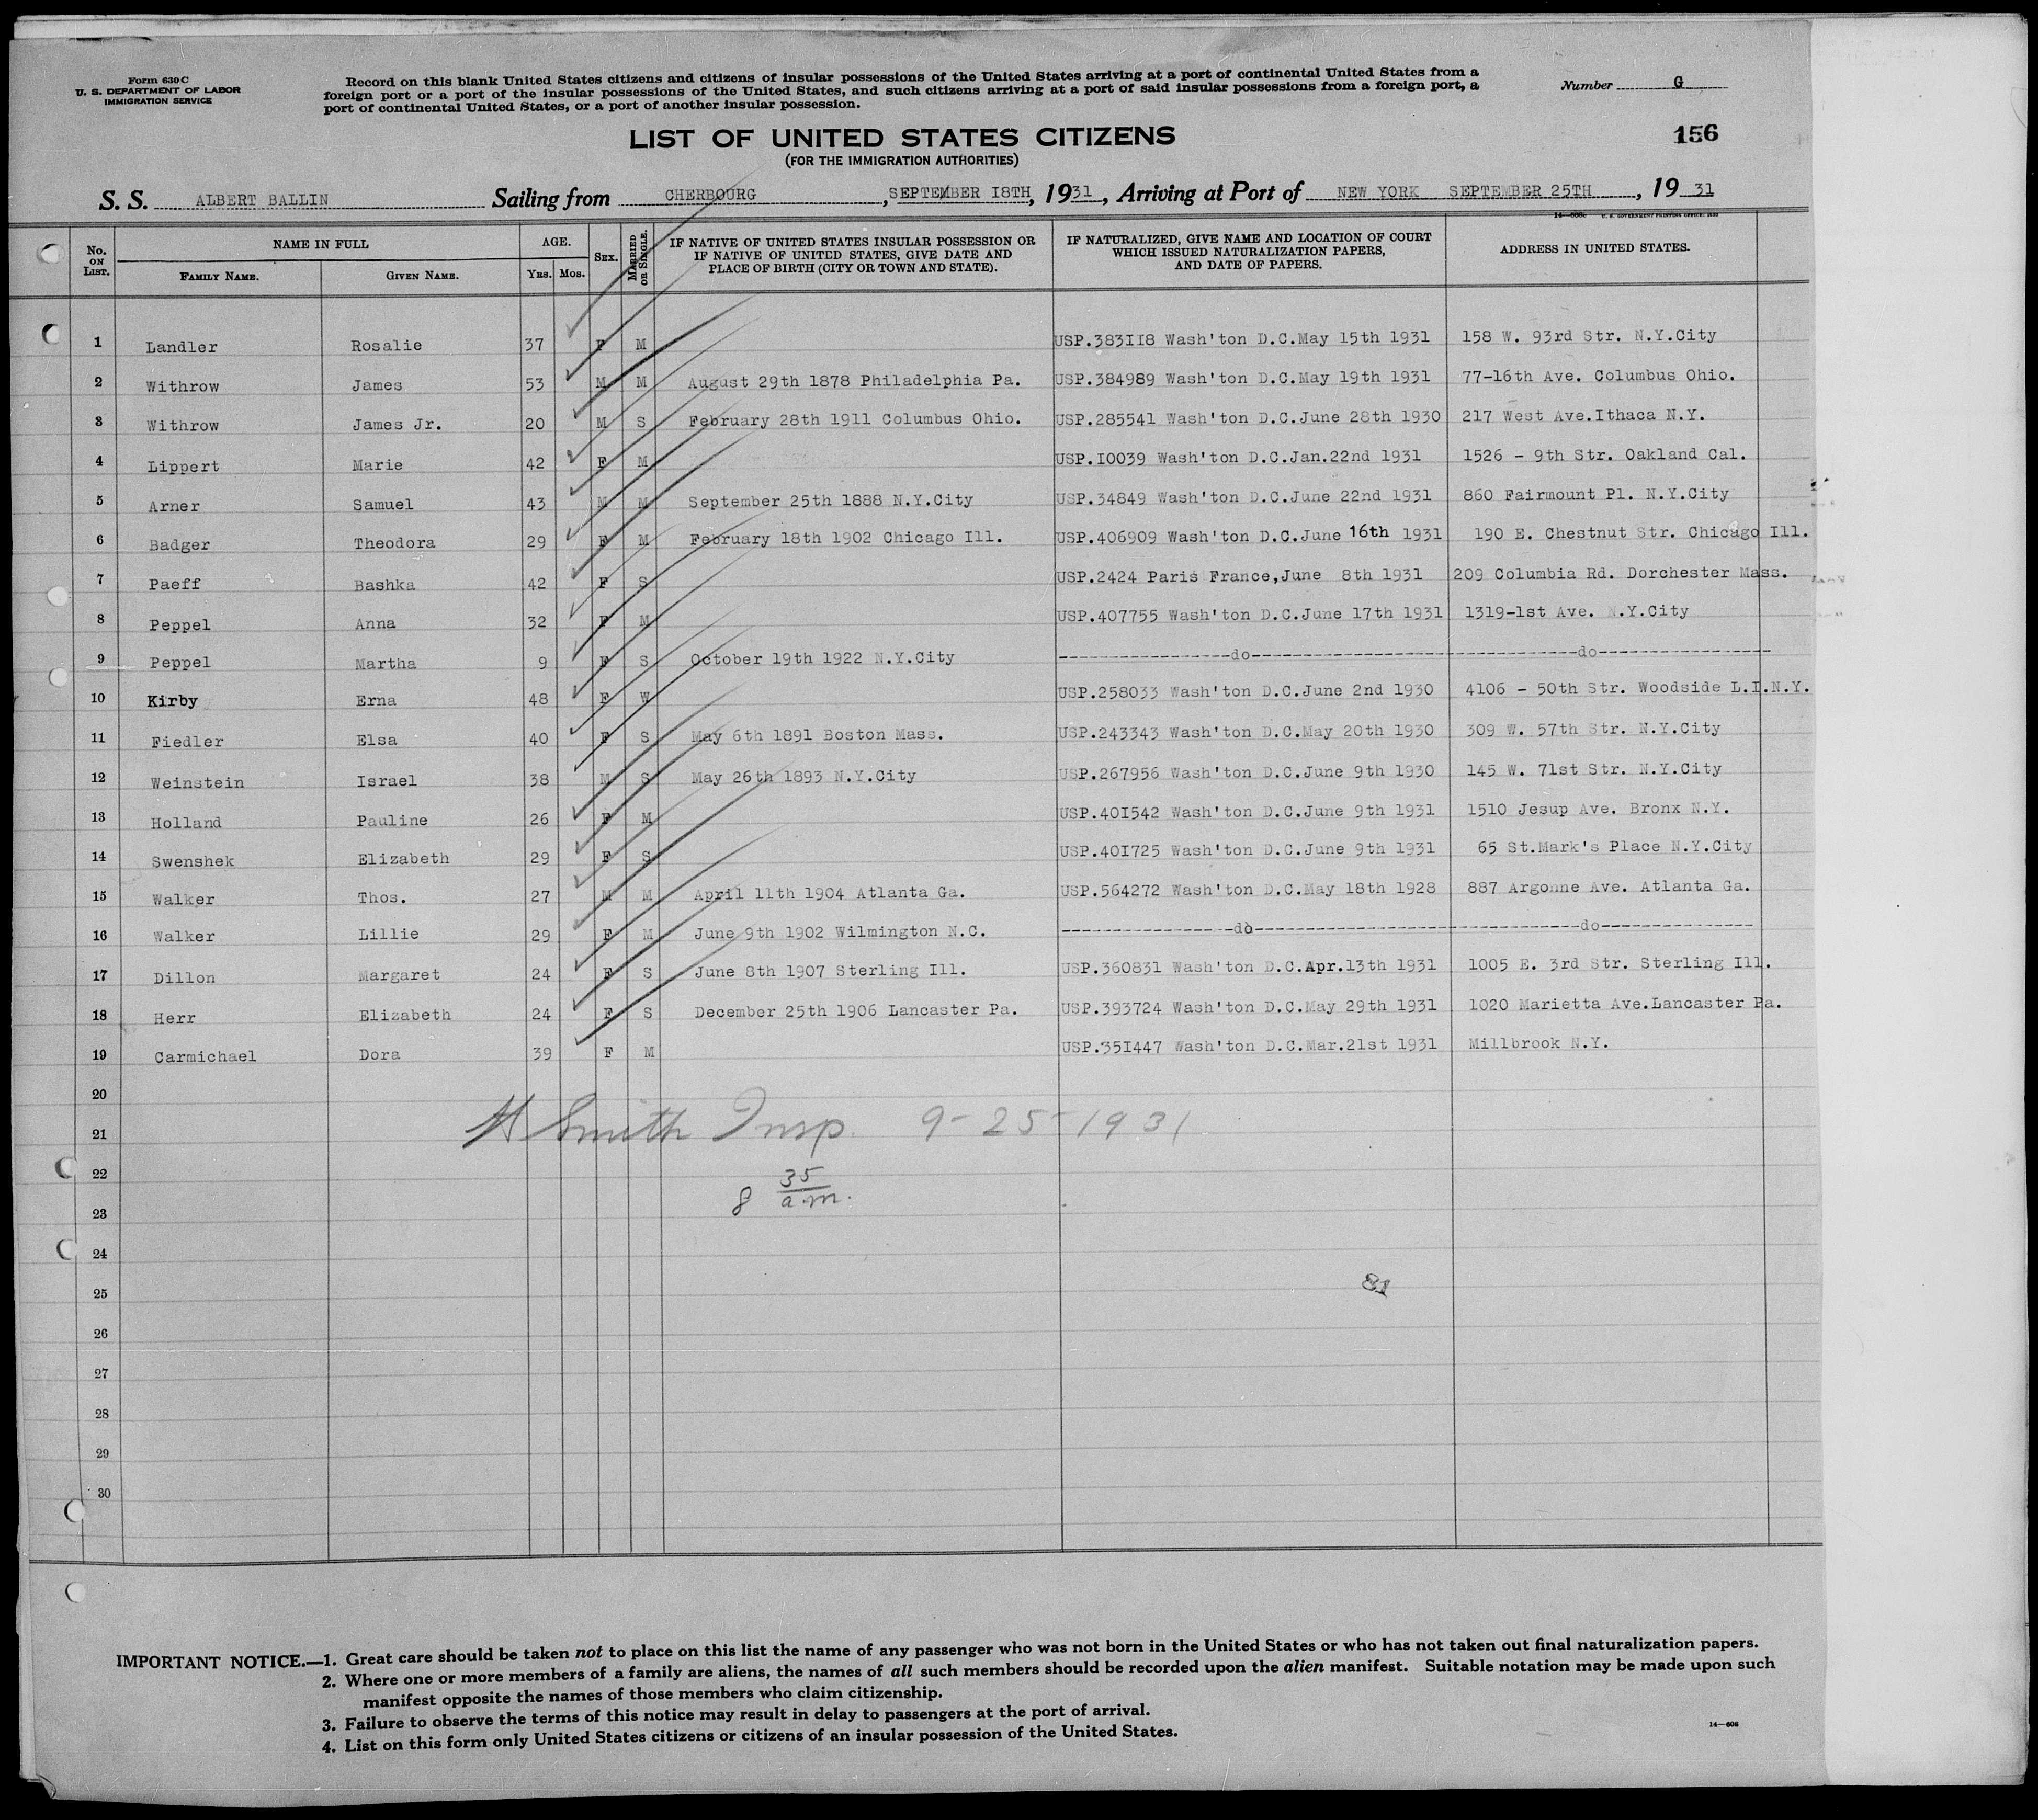 Form 630 C
U. S. DEPARTMENT OF LABOR
IMMIGRATION SERVICE
Record on this blank United States citizens and citizens of insular possessions of the United States arriving at a port of continental United States from a
foreign port or a port of the insular possessions of the United States, and such citizens arriving at a port of said insular possessions from a foreign port, a
port of continental United States, or a port of another insular possession.
Number G
LIST OF UNITED STATES CITIZENS
(FOR THE IMMIGRATION AUTHORITIES)
156
S. S. ALBERT BALLIN Sailing from CHERBOURG , SEPTEMBER I8TH, 1931, Arriving at Port of NEW YORK SEPTEMBER 25TH , 19 31
No. ON LIST. NAME IN FULL FAMILY NAME. GIVEN NAME. AGE. YRS. MOS. SEX. MARRIED OR SINGLE. IF NATIVE OF UNITED STATES INSULAR POSSESSION OR IF NATIVE OF UNITED STATES, GIVE DATE AND PLACE OF BIRTH (CITY OR TOWN AND STATE). IF NATURALIZED, GIVE NAME AND LOCATION OF COURT WHICH ISSUED NATURALIZATION PAPERS, AND DATE OF PAPERS. ADDRESS IN UNITED STATES.
1 Landler Rosalie 37 F M USP.383II8 Wash'ton D.C.May 15th 1931 158 W. 93rd Str. N.Y.City
2 Withrow James 53 M M August 29th 1878 Philadelphia Pa. USP.384989 Wash'ton D.C.May 19th 1931 77-16th Ave. Columbus Ohio.
3 Withrow James Jr. 20 M S February 28th 1911 Columbus Ohio. USP.285541 Wash'ton D.C.June 28th 1930 217 West Ave.Ithaca N.Y.
4 Lippert Marie 42 F M USP.I0039 Wash'ton D.C.Jan.22nd 1931 1526 - 9th Str. Oakland Cal.
5 Arner Samuel 43 M M September 25th 1888 N.Y.City USP.34849 Wash'ton D.C.June 22nd 1931 860 Fairmount Pl. N.Y.City
6 Badger Theodora 29 F M February 18th 1902 Chicago Ill. USP.406909 Wash'ton D.C.June 16th 1931 190 E. Chestnut Str. Chicago Ill.
7 Paeff Bashka 42 F S USP.2424 Paris France,June 8th 1931 209 Columbia Rd. Dorchester Mass.
8 Peppel Anna 32 F M USP.407755 Wash'ton D.C.June 17th 1931 1319-1st Ave. N.Y.City
9 Peppel Martha 9 F S October 19th 1922 N.Y.City -----------------do----------------------------------do-----------------
10 Kirby Erna 48 F W USP.258033 Wash'ton D.C.June 2nd 1930 4106 - 50th Str. Woodside L.I.N.Y.
11 Fiedler Elsa 40 F S May 6th 1891 Boston Mass. USP.243343 Wash'ton D.C.May 20th 1930 309 W. 57th Str. N.Y.City
12 Weinstein Israel 38 M S May 26th 1893 N.Y.City USP.267956 Wash'ton D.C.June 9th 1930 145 W. 71st Str. N.Y.City
13 Holland Pauline 26 F M USP.40I542 Wash'ton D.C.June 9th 1931 1510 Jesup Ave. Bronx N.Y.
14 Swenshek Elizabeth 29 F S USP.40I725 Wash'ton D.C.June 9th 1931 65 St.Mark's Place N.Y.City
15 Walker Thos. 27 M M April 11th 1904 Atlanta Ga. USP.564272 Wash'ton D.C.May 18th 1928 887 Argonne Ave. Atlanta Ga.
16 Walker Lillie 29 F M June 9th 1902 Wilmington N.C. -----------------do----------------------------------do---------------
17 Dillon Margaret 24 F S June 8th 1907 Sterling Ill. USP.360831 Wash'ton D.C.Apr.13th 1931 1005 E. 3rd Str. Sterling Ill.
18 Herr Elizabeth 24 F S December 25th 1906 Lancaster Pa. USP.393724 Wash'ton D.C.May 29th 1931 1020 Marietta Ave.Lancaster Pa.
19 Carmichael Dora 39 F M USP.35I447 Wash'ton D.C.Mar.21st 1931 Millbrook N.Y.
20
21 Smith Insp. 9-25-1931
22
8 35 a.m.
23
24
25
26
27
28
29
30
IMPORTANT NOTICE.—1. Great care should be taken not to place on this list the name of any passenger who was not born in the United States or who has not taken out final naturalization papers.
2. Where one or more members of a family are aliens, the names of all such members should be recorded upon the alien manifest. Suitable notation may be made upon such
manifest opposite the names of those members who claim citizenship.
3. Failure to observe the terms of this notice may result in delay to passengers at the port of arrival.
4. List on this form only United States citizens or citizens of an insular possession of the United States.
14—608